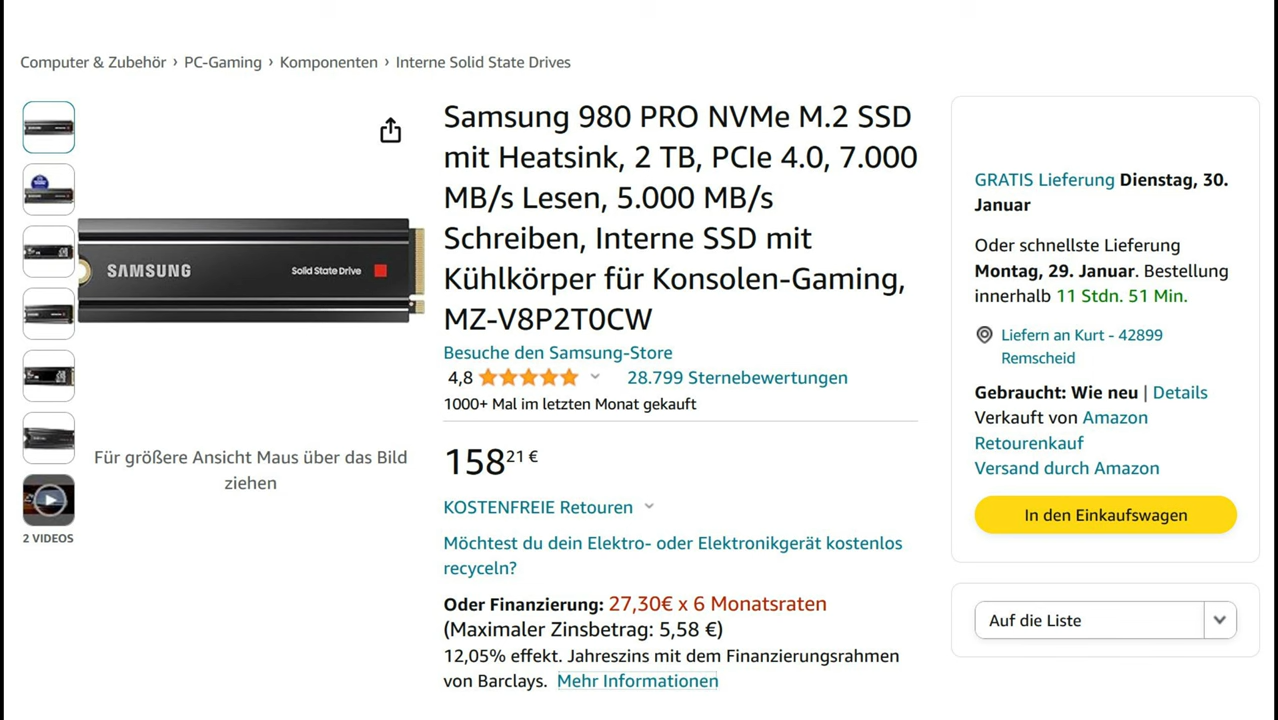 Computer & Zubehör › PC-Gaming › Komponenten › Interne Solid State Drives
SAMSUNG
Solid State Drive
2 VIDEOS
Für größere Ansicht Maus über das Bild
ziehen
Samsung 980 PRO NVMe M.2 SSD
mit Heatsink, 2 TB, PCIe 4.0, 7.000
MB/s Lesen, 5.000 MB/s
Schreiben, Interne SSD mit
Kühlkörper für Konsolen-Gaming,
MZ-V8P2T0CW
Besuche den Samsung-Store
4,8 28.799 Sternebewertungen
1000+ Mal im letzten Monat gekauft
158 21 €
KOSTENFREIE Retouren
Möchtest du dein Elektro- oder Elektronikgerät kostenlos
recyceln?
Oder Finanzierung: 27,30€ x 6 Monatsraten
(Maximaler Zinsbetrag: 5,58 €)
12,05% effekt. Jahreszins mit dem Finanzierungsrahmen
von Barclays. Mehr Informationen
GRATIS Lieferung Dienstag, 30.
Januar
Oder schnellste Lieferung
Montag, 29. Januar. Bestellung
innerhalb 11 Stdn. 51 Min.
Liefern an Kurt - 42899
Remscheid
Gebraucht: Wie neu | Details
Verkauft von Amazon
Retourenkauf
Versand durch Amazon
In den Einkaufswagen
Auf die Liste